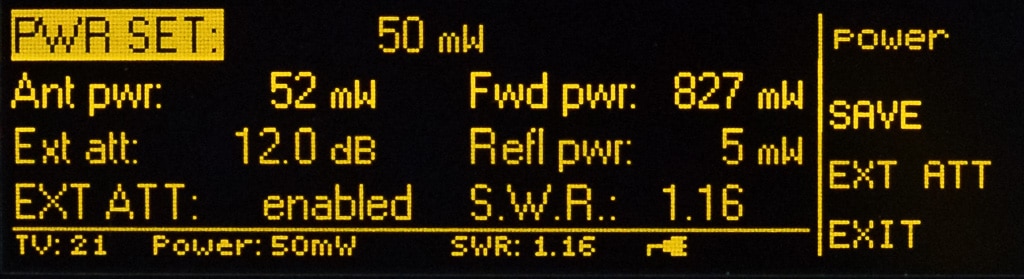 PWR SET: 50 mW
Ant pwr: 52 mW Fwd pwr: 827 mW
Ext att: 12.0 dB Refl pwr: 5 mW
EXT ATT: enabled S.W.R.: 1.16
TV: 21 Power: 50mW SWR: 1.16
power
SAVE
EXT ATT
EXIT